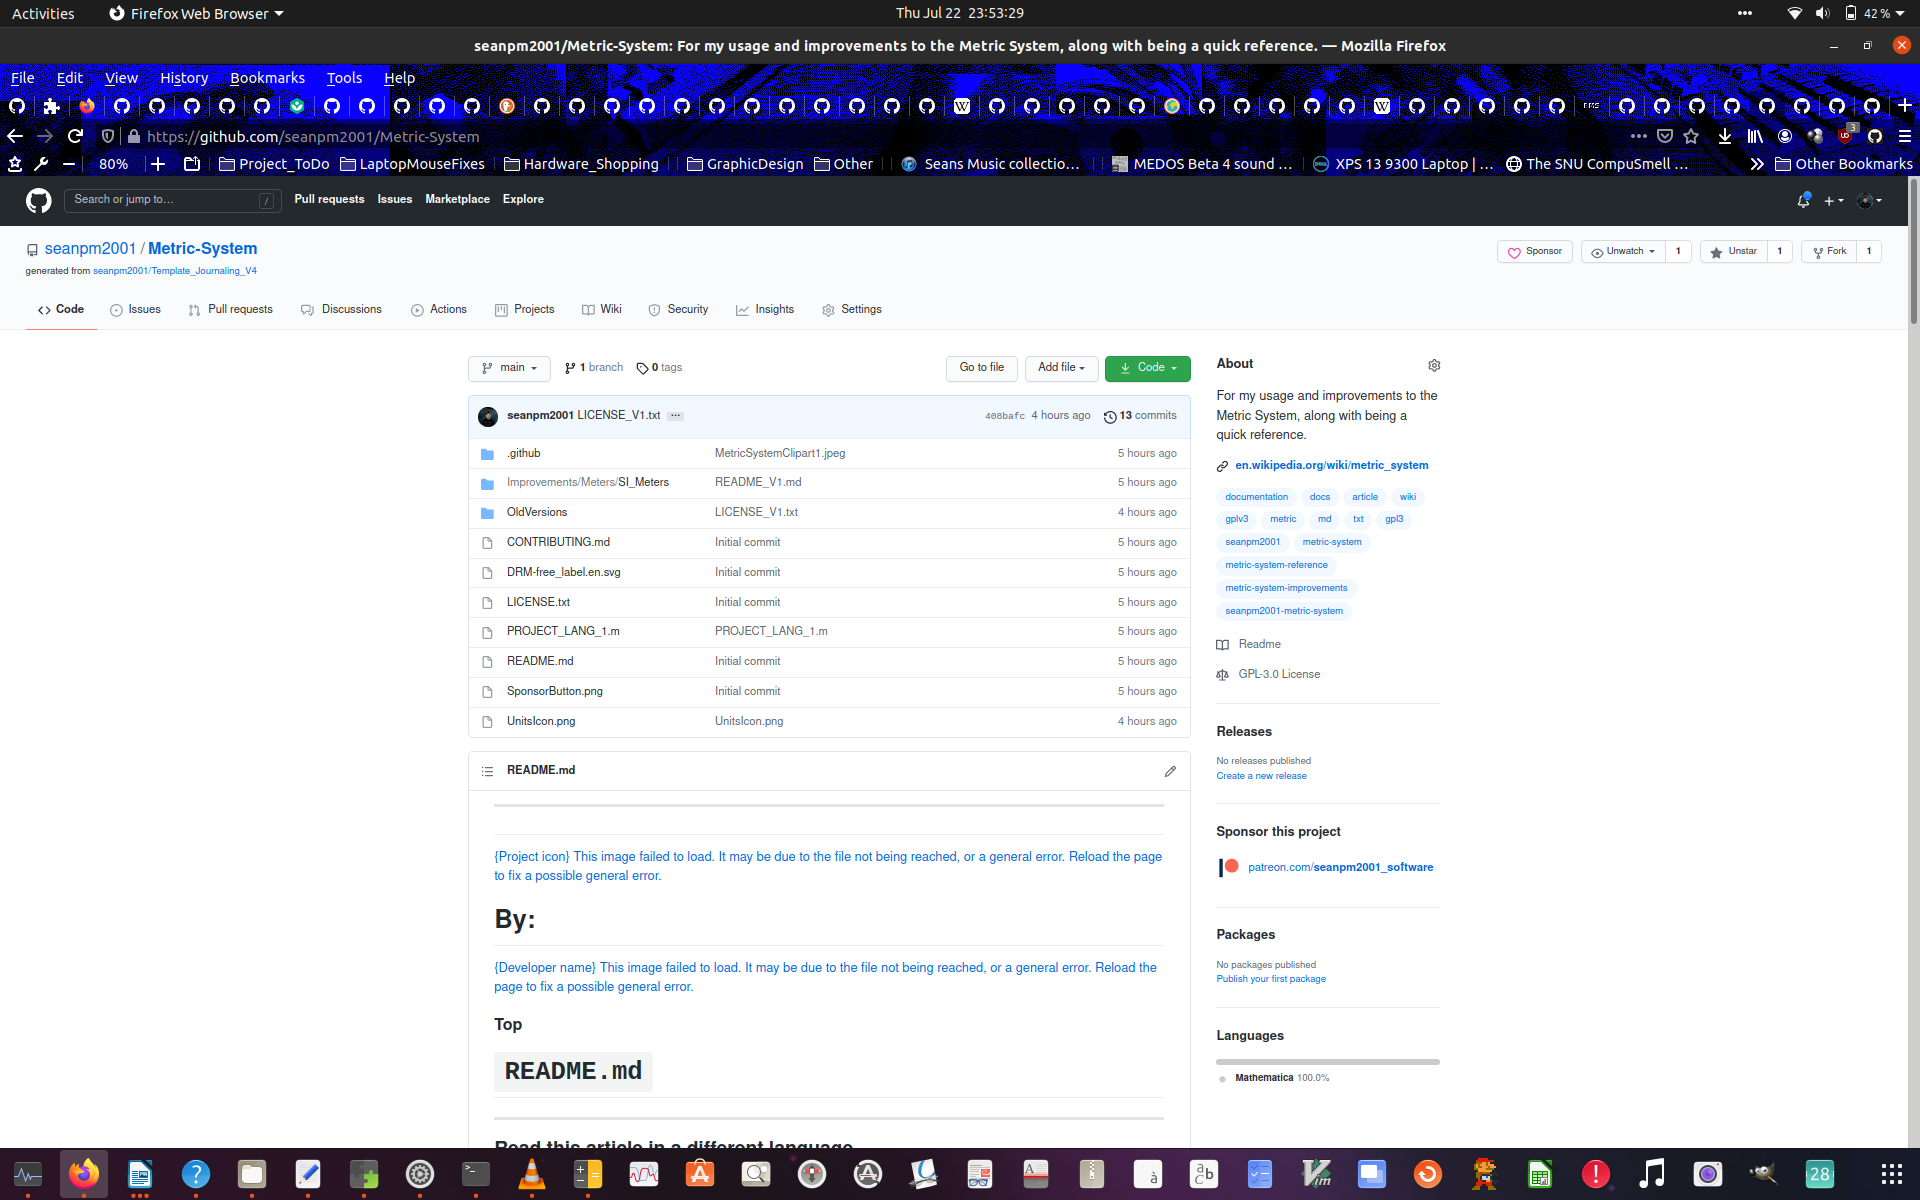 Activities Firefox Web Browser Thu Jul 22 23:53:29 42 %
seanpm2001/Metric-System: For my usage and improvements to the Metric System, along with being a quick reference. — Mozilla Firefox
File Edit View History Bookmarks Tools Help
https://github.com/seanpm2001/Metric-System 3
80% Project_ToDo LaptopMouseFixes Hardware_Shopping GraphicDesign Other Seans Music collectio… MEDOS Beta 4 sound … XPS 13 9300 Laptop | … The SNU CompuSmell … Other Bookmarks
Search or jump to… / Pull requests Issues Marketplace Explore
seanpm2001 / Metric-System Sponsor Unwatch 1 Unstar 1 Fork 1
generated from seanpm2001/Template_Journaling_V4
Code Issues Pull requests Discussions Actions Projects Wiki Security Insights Settings
main 1 branch 0 tags Go to file Add file Code
seanpm2001 LICENSE_V1.txt ... 408bafc 4 hours ago 13 commits
.github MetricSystemClipart1.jpeg 5 hours ago
Improvements/Meters/SI_Meters README_V1.md 5 hours ago
OldVersions LICENSE_V1.txt 4 hours ago
CONTRIBUTING.md Initial commit 5 hours ago
DRM-free_label.en.svg Initial commit 5 hours ago
LICENSE.txt Initial commit 5 hours ago
PROJECT_LANG_1.m PROJECT_LANG_1.m 5 hours ago
README.md Initial commit 5 hours ago
SponsorButton.png Initial commit 5 hours ago
UnitsIcon.png UnitsIcon.png 4 hours ago
README.md
{Project icon} This image failed to load. It may be due to the file not being reached, or a general error. Reload the page
to fix a possible general error.
By:
{Developer name} This image failed to load. It may be due to the file not being reached, or a general error. Reload the
page to fix a possible general error.
Top
README.md
Read this article in a different language
About
For my usage and improvements to the
Metric System, along with being a
quick reference.
en.wikipedia.org/wiki/metric_system
documentation docs article wiki
gplv3 metric md txt gpl3
seanpm2001 metric-system
metric-system-reference
metric-system-improvements
seanpm2001-metric-system
Readme
GPL-3.0 License
Releases
No releases published
Create a new release
Sponsor this project
patreon.com/seanpm2001_software
Packages
No packages published
Publish your first package
Languages
Mathematica 100.0%
28